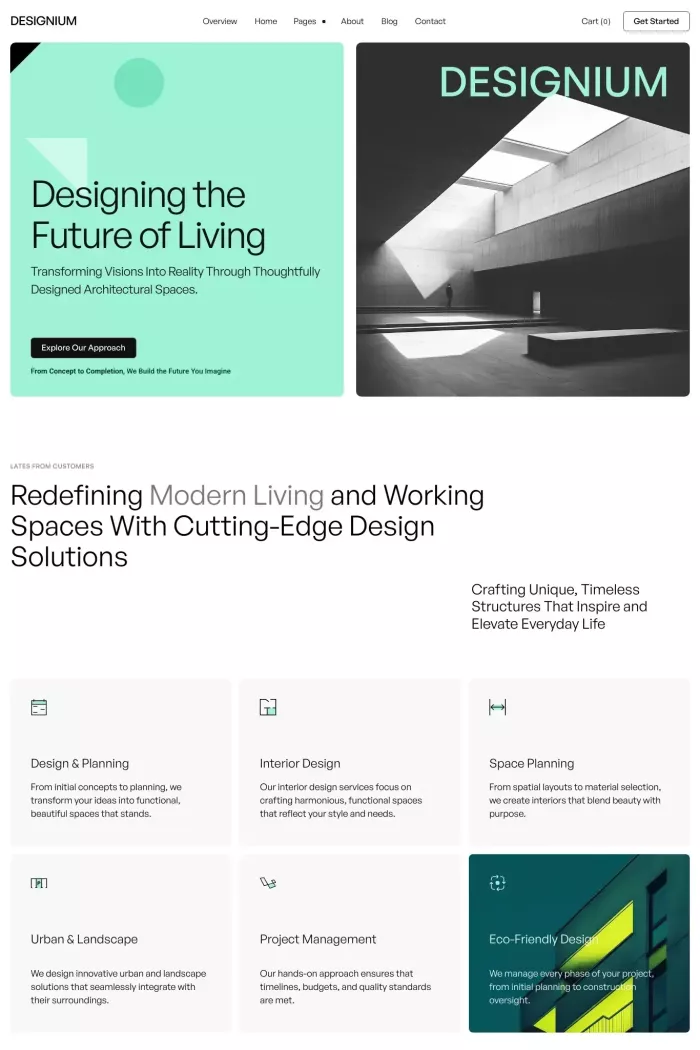 DESIGNIUM
Overview Home Pages About Blog Contact
Cart (0)
Get Started
Designing the
Future of Living
Transforming Visions Into Reality Through Thoughtfully
Designed Architectural Spaces.
Explore Our Approach
From Concept to Completion, We Build the Future You Imagine
DESIGNIUM
LATES FROM CUSTOMERS
Redefining Modern Living and Working
Spaces With Cutting-Edge Design
Solutions
Crafting Unique, Timeless
Structures That Inspire and
Elevate Everyday Life
Design & Planning
From initial concepts to planning, we
transform your ideas into functional,
beautiful spaces that stands.
Interior Design
Our interior design services focus on
crafting harmonious, functional spaces
that reflect your style and needs.
Space Planning
From spatial layouts to material selection,
we create interiors that blend beauty with
purpose.
Urban & Landscape
We design innovative urban and landscape
solutions that seamlessly integrate with
their surroundings.
Project Management
Our hands-on approach ensures that
timelines, budgets, and quality standards
are met.
Eco-Friendly Design
We manage every phase of your project,
from initial planning to construction
oversight.